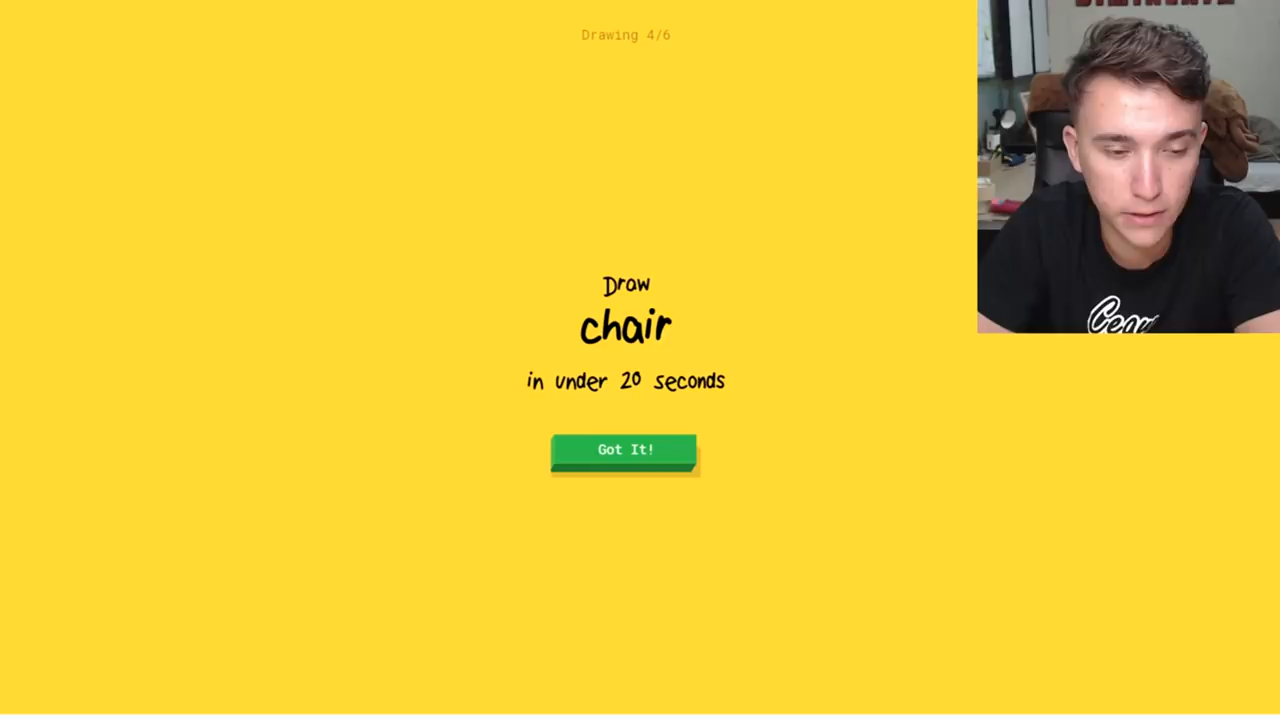 Drawing 4/6
Draw
chair
in under 20 seconds
Got It!